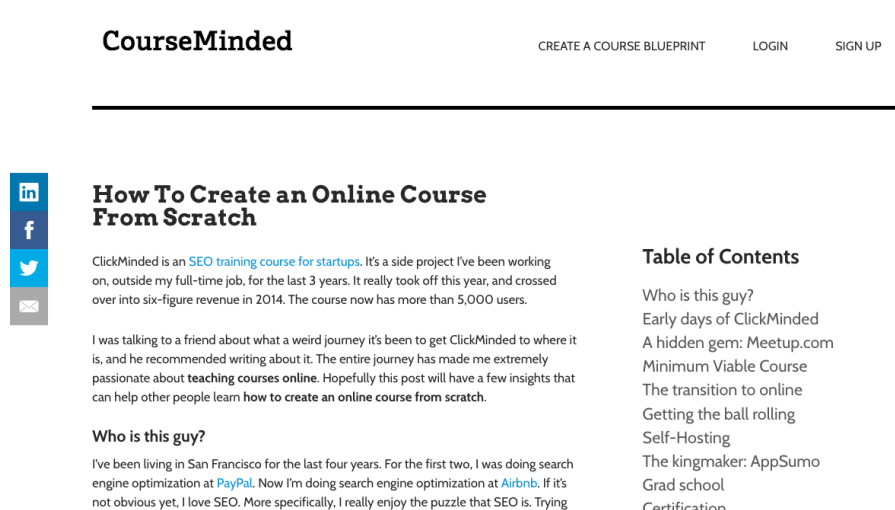 CourseMinded
CREATE A COURSE BLUEPRINT LOGIN SIGN UP
How To Create an Online Course
From Scratch
ClickMinded is an SEO training course for startups. It's a side project I've been working
on, outside my full-time job, for the last 3 years. It really took off this year, and crossed
over into six-figure revenue in 2014. The course now has more than 5,000 users.
I was talking to a friend about what a weird journey it's been to get ClickMinded to where it
is, and he recommended writing about it. The entire journey has made me extremely
passionate about teaching courses online. Hopefully this post will have a few insights that
can help other people learn how to create an online course from scratch.
Who is this guy?
I've been living in San Francisco for the last four years. For the first two, I was doing search
engine optimization at PayPal. Now I'm doing search engine optimization at Airbnb. If it's
not obvious yet, I love SEO. More specifically, I really enjoy the puzzle that SEO is. Trying
Table of Contents
Who is this guy?
Early days of ClickMinded
A hidden gem: Meetup.com
Minimum Viable Course
The transition to online
Getting the ball rolling
Self-Hosting
The kingmaker: AppSumo
Grad school
Certification